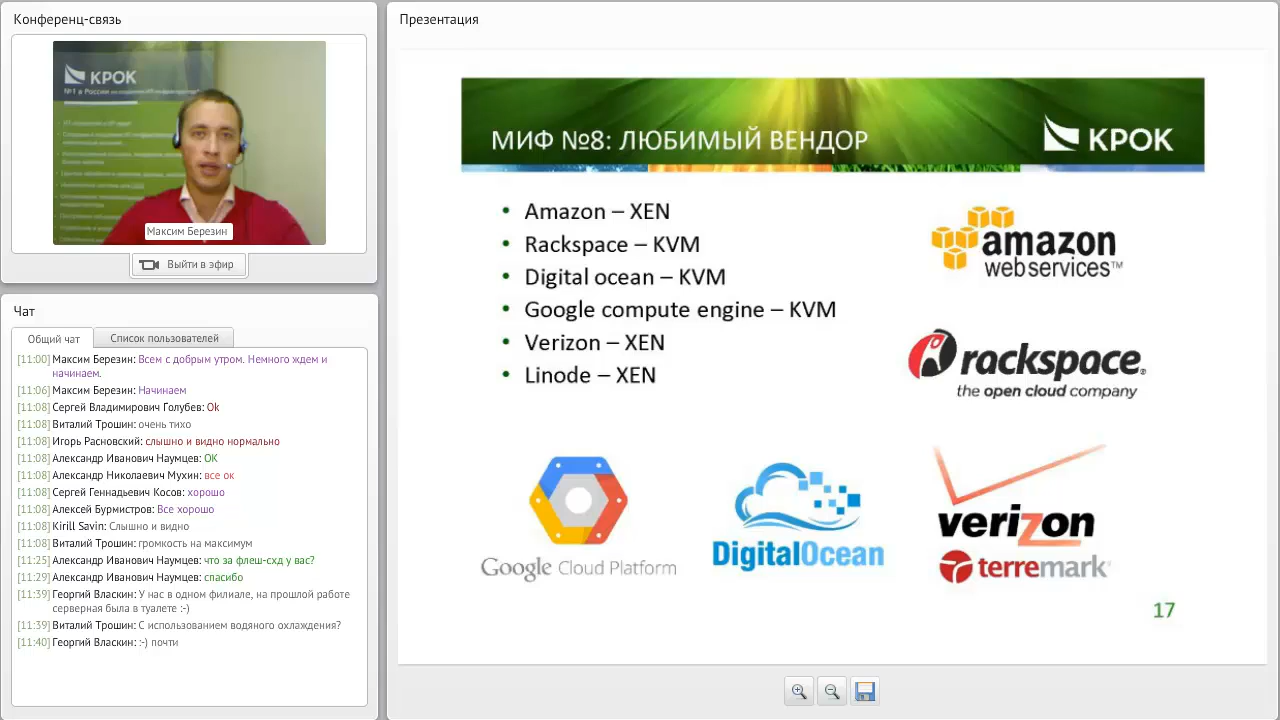 Конференц-связь
КРОК
Максим Березин
Выйти в эфир
Чат
Общий чат
Список пользователей
[11:00] Максим Березин: Всем с добрым утром. Немного ждем и
начинаем.
[11:06] Максим Березин: Начинаем
[11:08] Сергей Владимирович Голубев: Ok
[11:08] Виталий Трошин: очень тихо
[11:08] Игорь Расновский: слышно и видно нормально
[11:08] Александр Иванович Наумцев: ОК
[11:08] Александр Николаевич Мухин: все ок
[11:08] Сергей Геннадьевич Косов: хорошо
[11:08] Алексей Бурмистров: Все хорошо
[11:08] Kirill Savin: Слышно и видно
[11:08] Виталий Трошин: громкость на максимум
[11:25] Александр Иванович Наумцев: что за флеш-схд у вас?
[11:29] Александр Иванович Наумцев: спасибо
[11:39] Георгий Власкин: У нас в одном филиале, на прошлой работе
серверная была в туалете :-)
[11:39] Виталий Трошин: С использованием водяного охлаждения?
[11:40] Георгий Власкин: :-) почти
Презентация
МИФ №8: ЛЮБИМЫЙ ВЕНДОР
КРОК
• Amazon – XEN
• Rackspace – KVM
• Digital ocean – KVM
• Google compute engine – KVM
• Verizon – XEN
• Linode – XEN
amazon
webservices™
rackspace®
the open cloud company
Google Cloud Platform
DigitalOcean
verizon
terremark
17